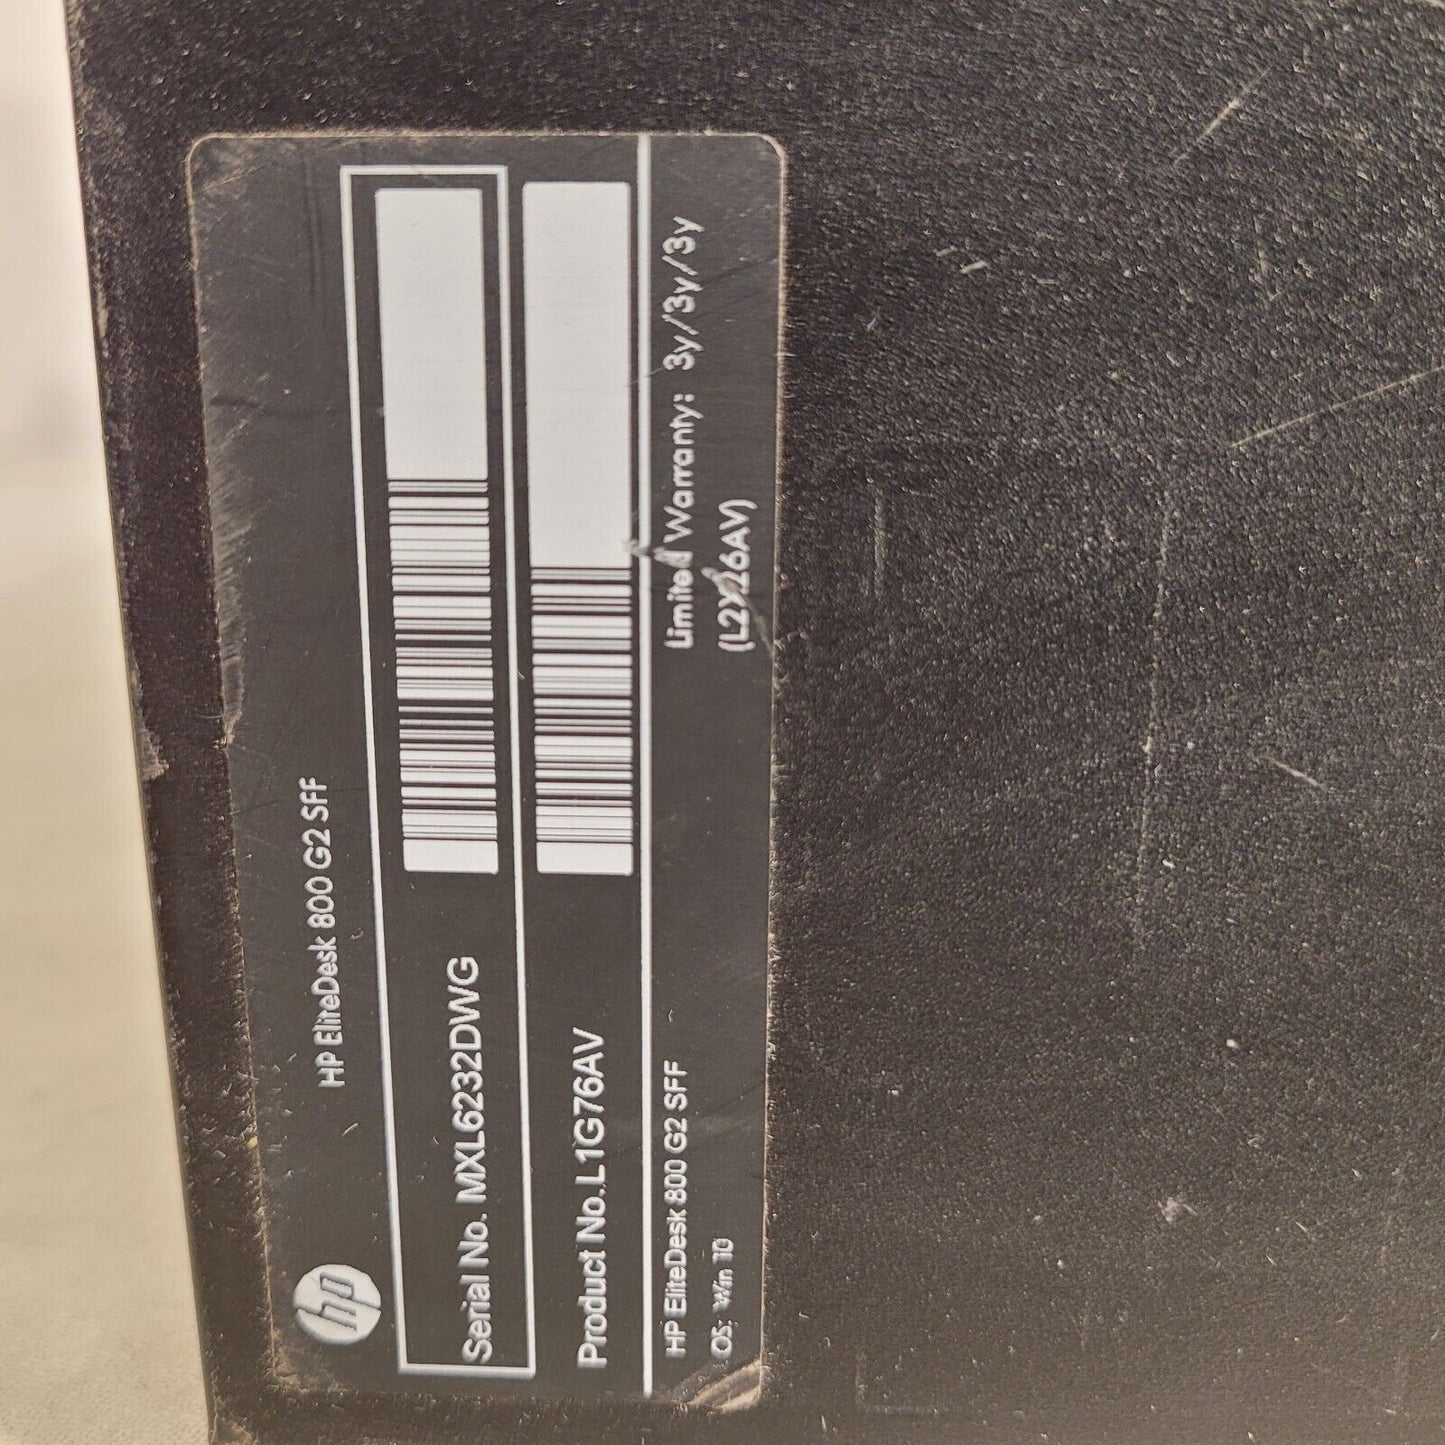 hp
HP EliteDesk 800 G2 SFF
Serial No. MXL6232DWG
Product No. L1G76AV
HP EliteDesk 800 G2 SFF
Limited Warranty: 3y/3y/3y
OS: Win 10
(L2Y26AV)